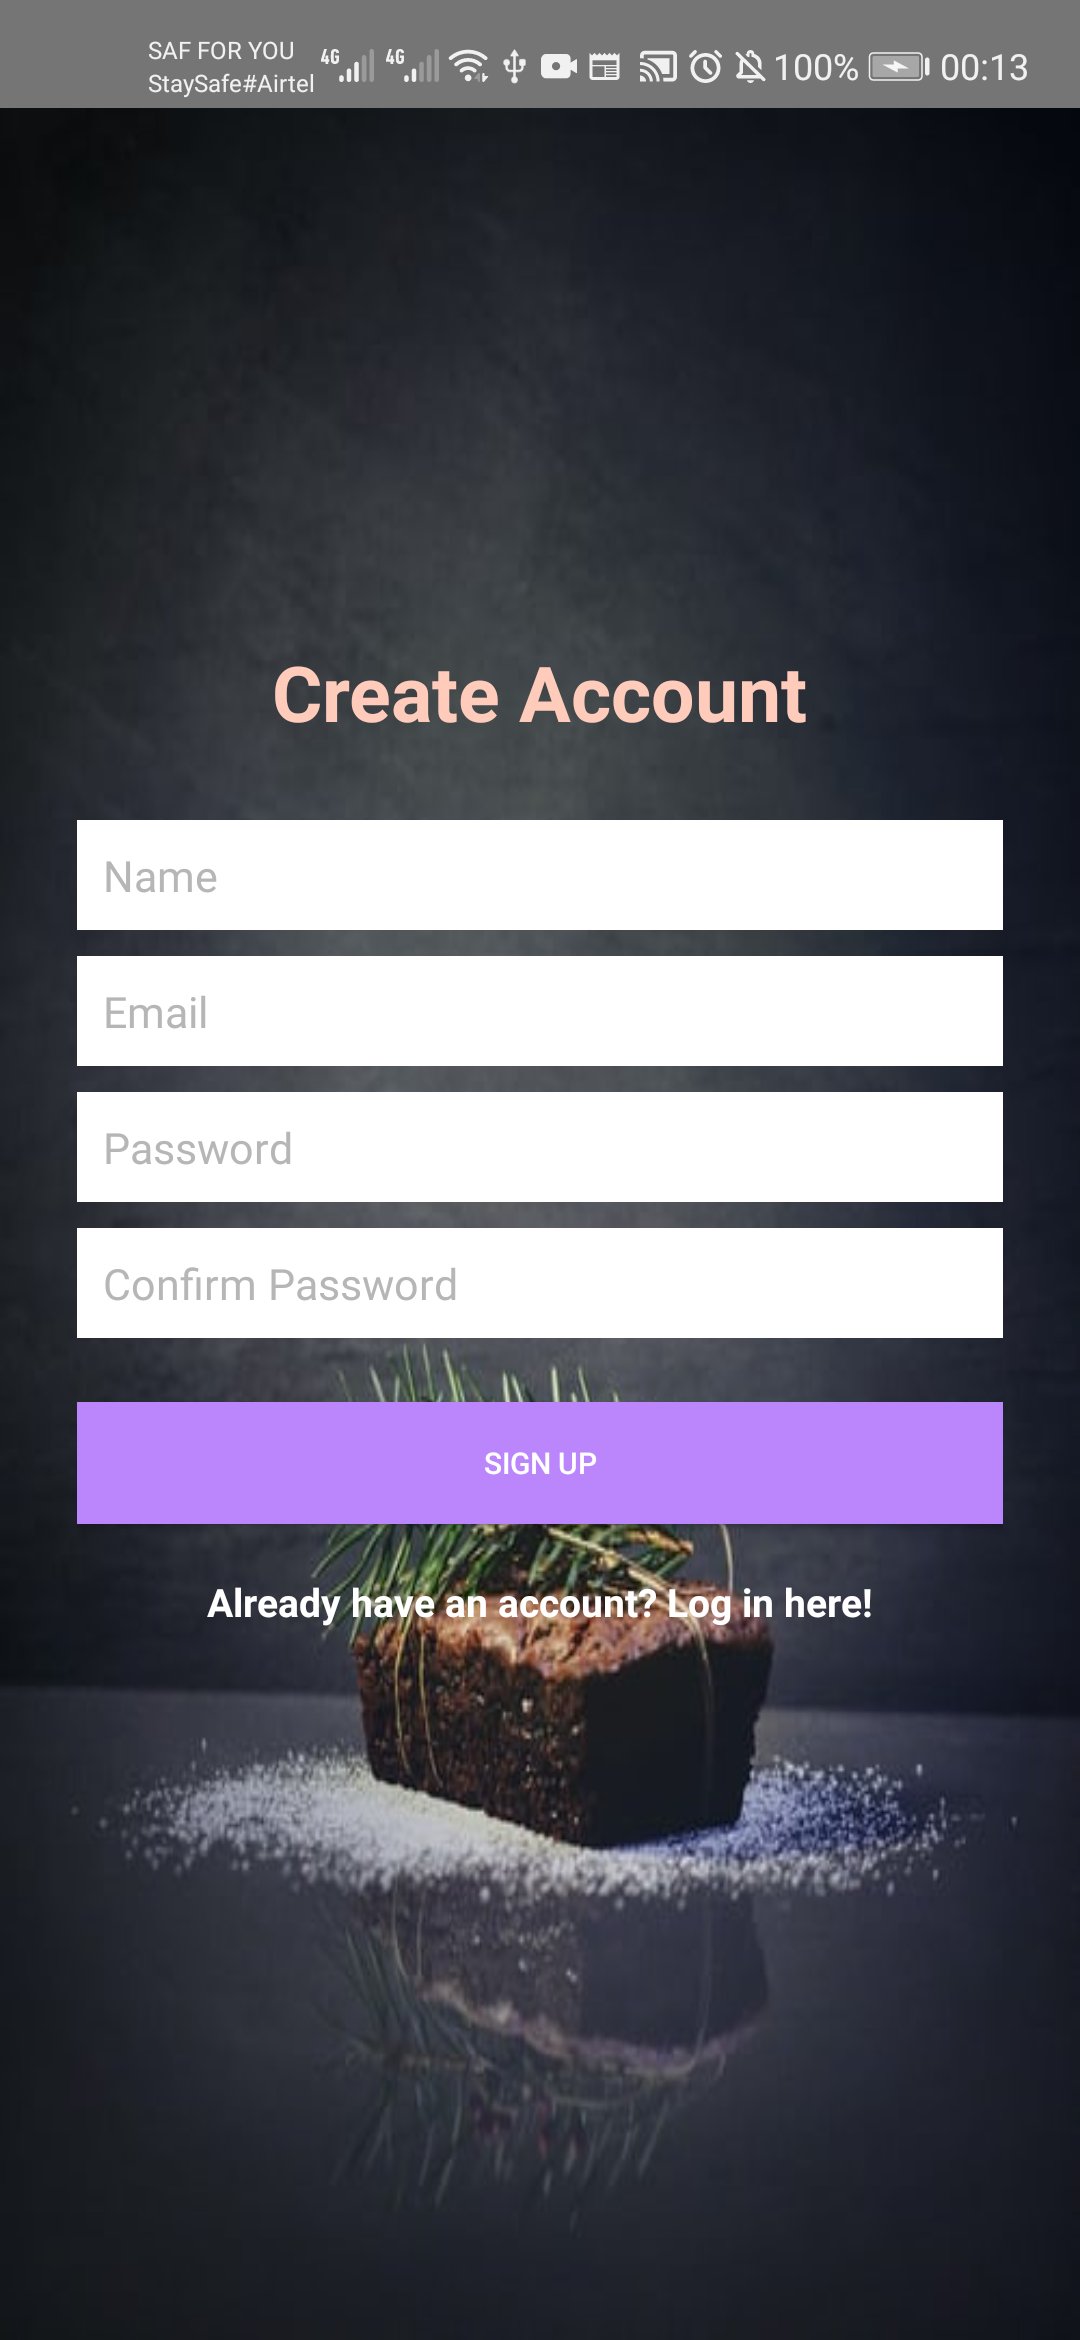 SAF FOR YOU
StaySafe#Airtel
4G 4G 100% 00:13
Create Account
Name
Email
Password
Confirm Password
SIGN UP
Already have an account? Log in here!